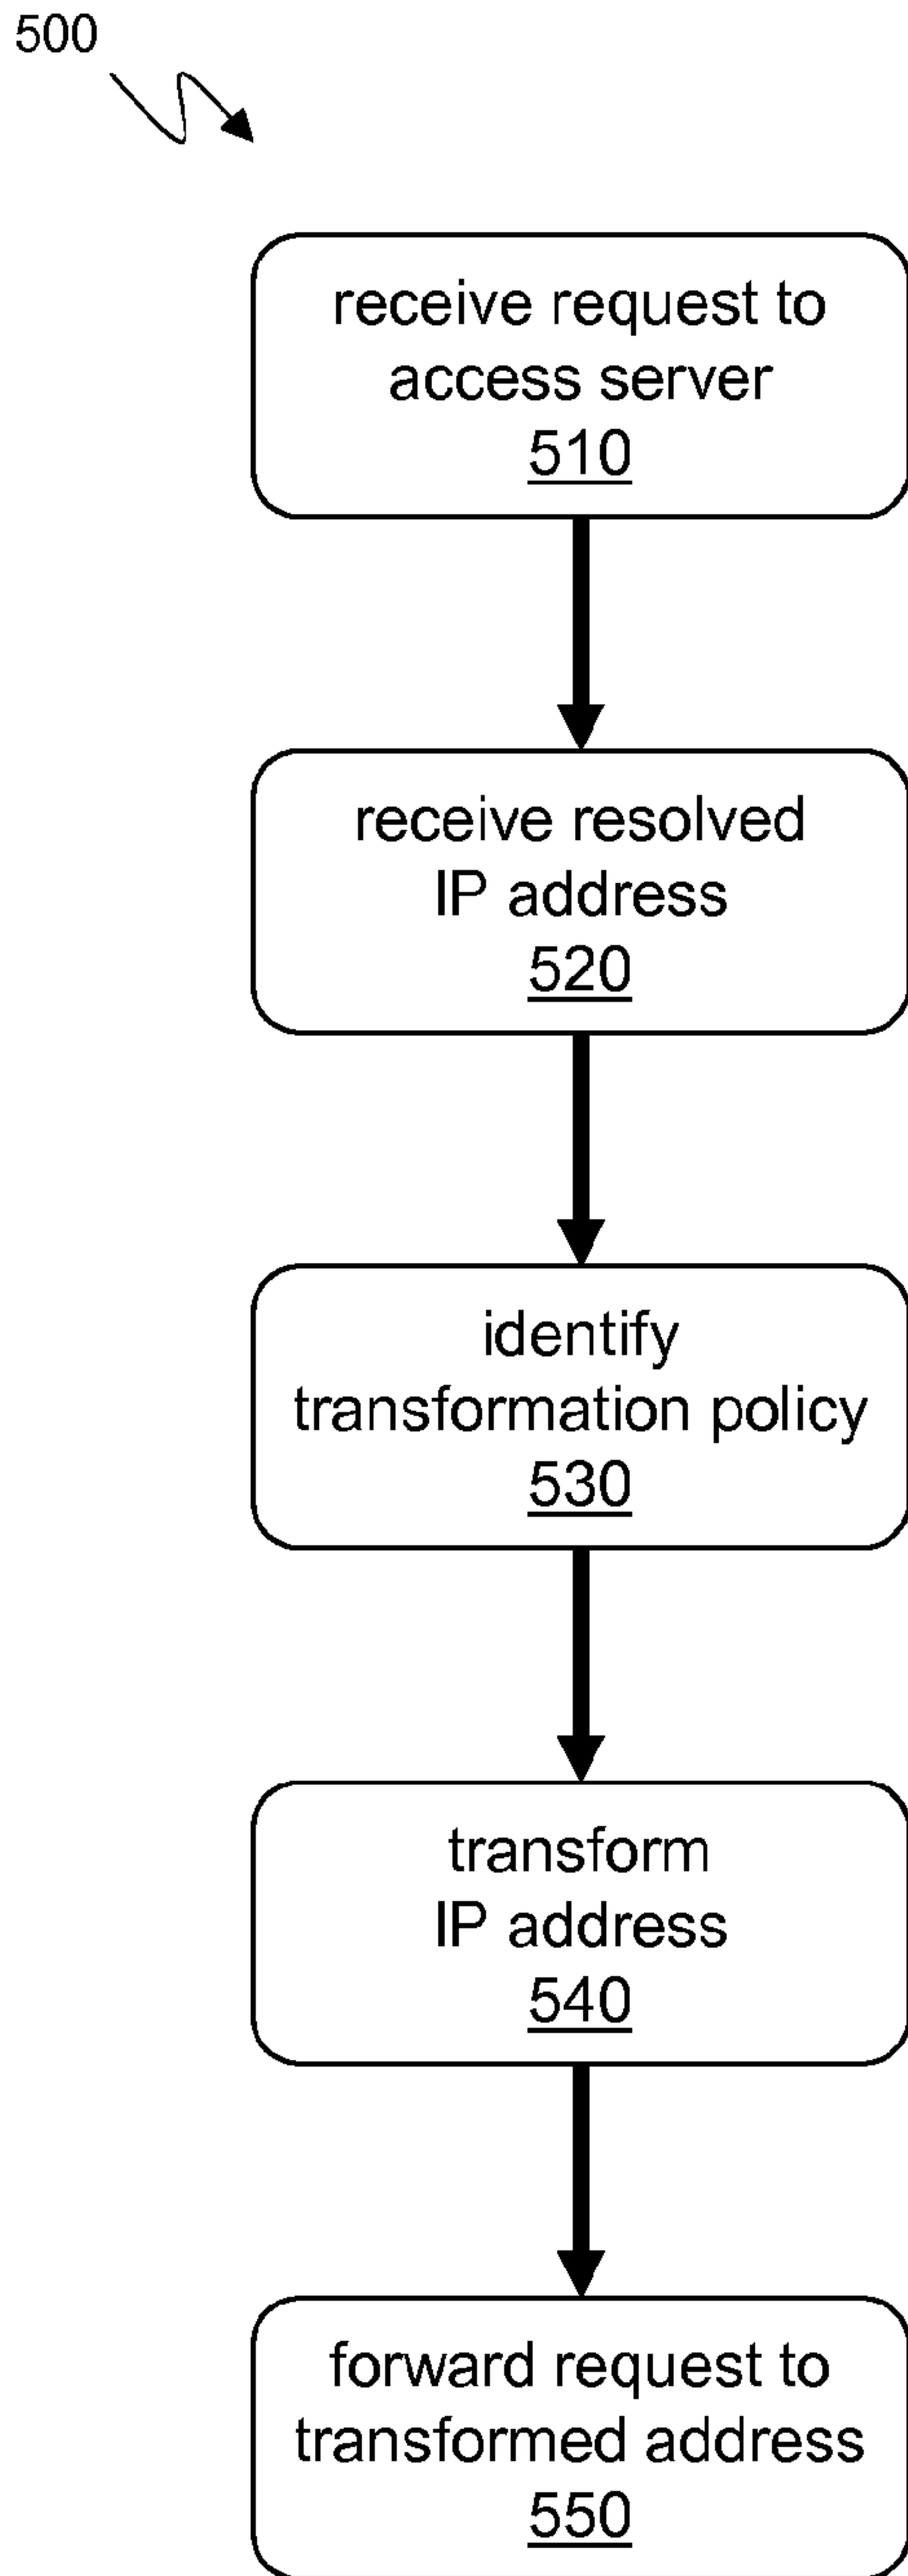 500
receive request to
access server
510
receive resolved
IP address
520
identify
transformation policy
530
transform
IP address
540
forward request to
transformed address
550